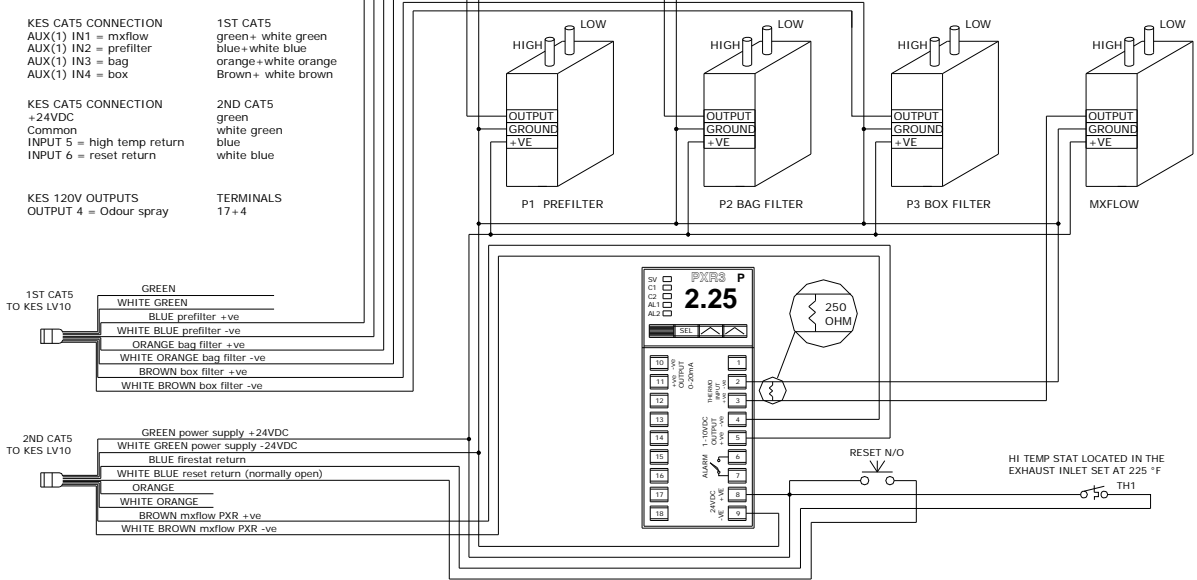 KES CAT5 CONNECTION 1ST CAT5
AUX(1) IN1 = mxflow green+ white green
AUX(1) IN2 = prefilter blue+white blue
AUX(1) IN3 = bag orange+white orange
AUX(1) IN4 = box Brown+ white brown
KES CAT5 CONNECTION 2ND CAT5
+24VDC green
Common white green
INPUT 5 = high temp return blue
INPUT 6 = reset return white blue
KES 120V OUTPUTS TERMINALS
OUTPUT 4 = Odour spray 17+4
HIGH LOW
OUTPUT
GROUND
+VE
P1 PREFILTER
HIGH LOW
OUTPUT
GROUND
+VE
P2 BAG FILTER
HIGH LOW
OUTPUT
GROUND
+VE
P3 BOX FILTER
HIGH LOW
OUTPUT
GROUND
+VE
MXFLOW
1ST CAT5
TO KES LV10
GREEN
WHITE GREEN
BLUE prefilter +ve
WHITE BLUE prefilter -ve
ORANGE bag filter +ve
WHITE ORANGE bag filter -ve
BROWN box filter +ve
WHITE BROWN box filter -ve
2ND CAT5
TO KES LV10
GREEN power supply +24VDC
WHITE GREEN power supply -24VDC
BLUE firestat return
WHITE BLUE reset return (normally open)
ORANGE
WHITE ORANGE
BROWN mxflow PXR +ve
WHITE BROWN mxflow PXR -ve
PXR3 P
SV
C1
C2
AL1
AL2
2.25
SEL
10
11
12
13
14
15
16
17
18
+ve -ve
OUTPUT
0-20mA
1
2
3
4
5
6
7
8
9
THERMO
INPUT
+ve -ve
1-10VDC
OUTPUT
+ve -ve
ALARM
24VDC
-VE +VE
250
OHM
RESET N/O
HI TEMP STAT LOCATED IN THE
EXHAUST INLET SET AT 225 °F
TH1